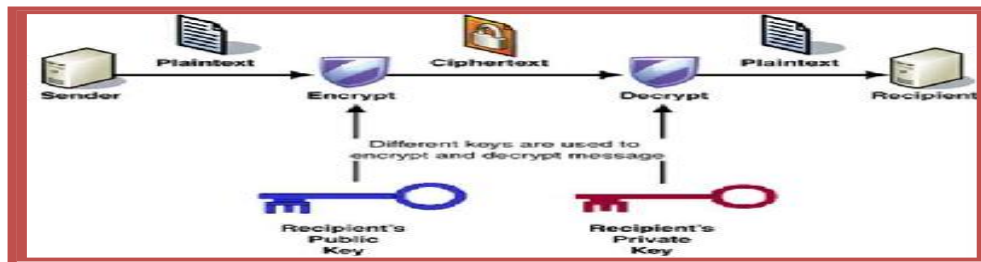 Plaintext
Ciphertext
Plaintext
Sender
Encrypt
Decrypt
Recipient
Different keys are used to
encrypt and decrypt message
Recipient's
Public
Key
Recipient's
Private
Key